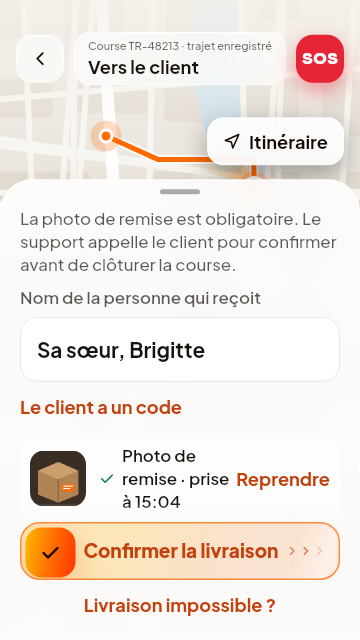 Course TR-48213 · trajet enregistré
Vers le client
SOS
Itinéraire
La photo de remise est obligatoire. Le
support appelle le client pour confirmer
avant de clôturer la course.
Nom de la personne qui reçoit
Sa sœur, Brigitte
Le client a un code
Photo de
remise · prise
à 15:04
Reprendre
Confirmer la livraison
Livraison impossible ?